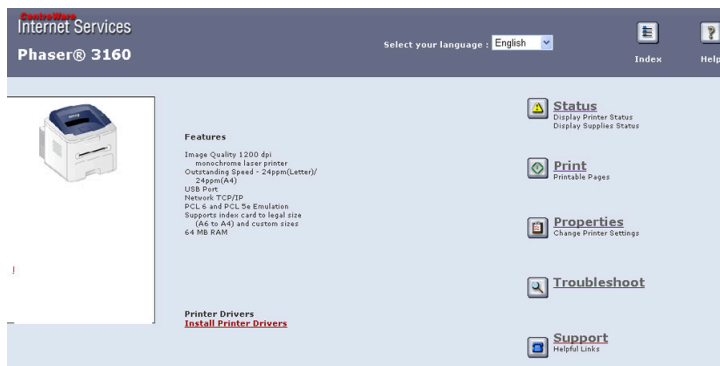 CentreWare
Internet Services
Phaser® 3160
Select your language : English
Index
Help
Features
Image Quality 1200 dpi
monochrome laser printer
Outstanding Speed - 24ppm(Letter)/
24ppm(A4)
USB Port
Network TCP/IP
PCL 6 and PCL 5e Emulation
Supports index card to legal size
(A6 to A4) and custom sizes
64 MB RAM
Printer Drivers
Install Printer Drivers
Status
Display Printer Status
Display Supplies Status
Print
Printable Pages
Properties
Change Printer Settings
Troubleshoot
Support
Helpful Links